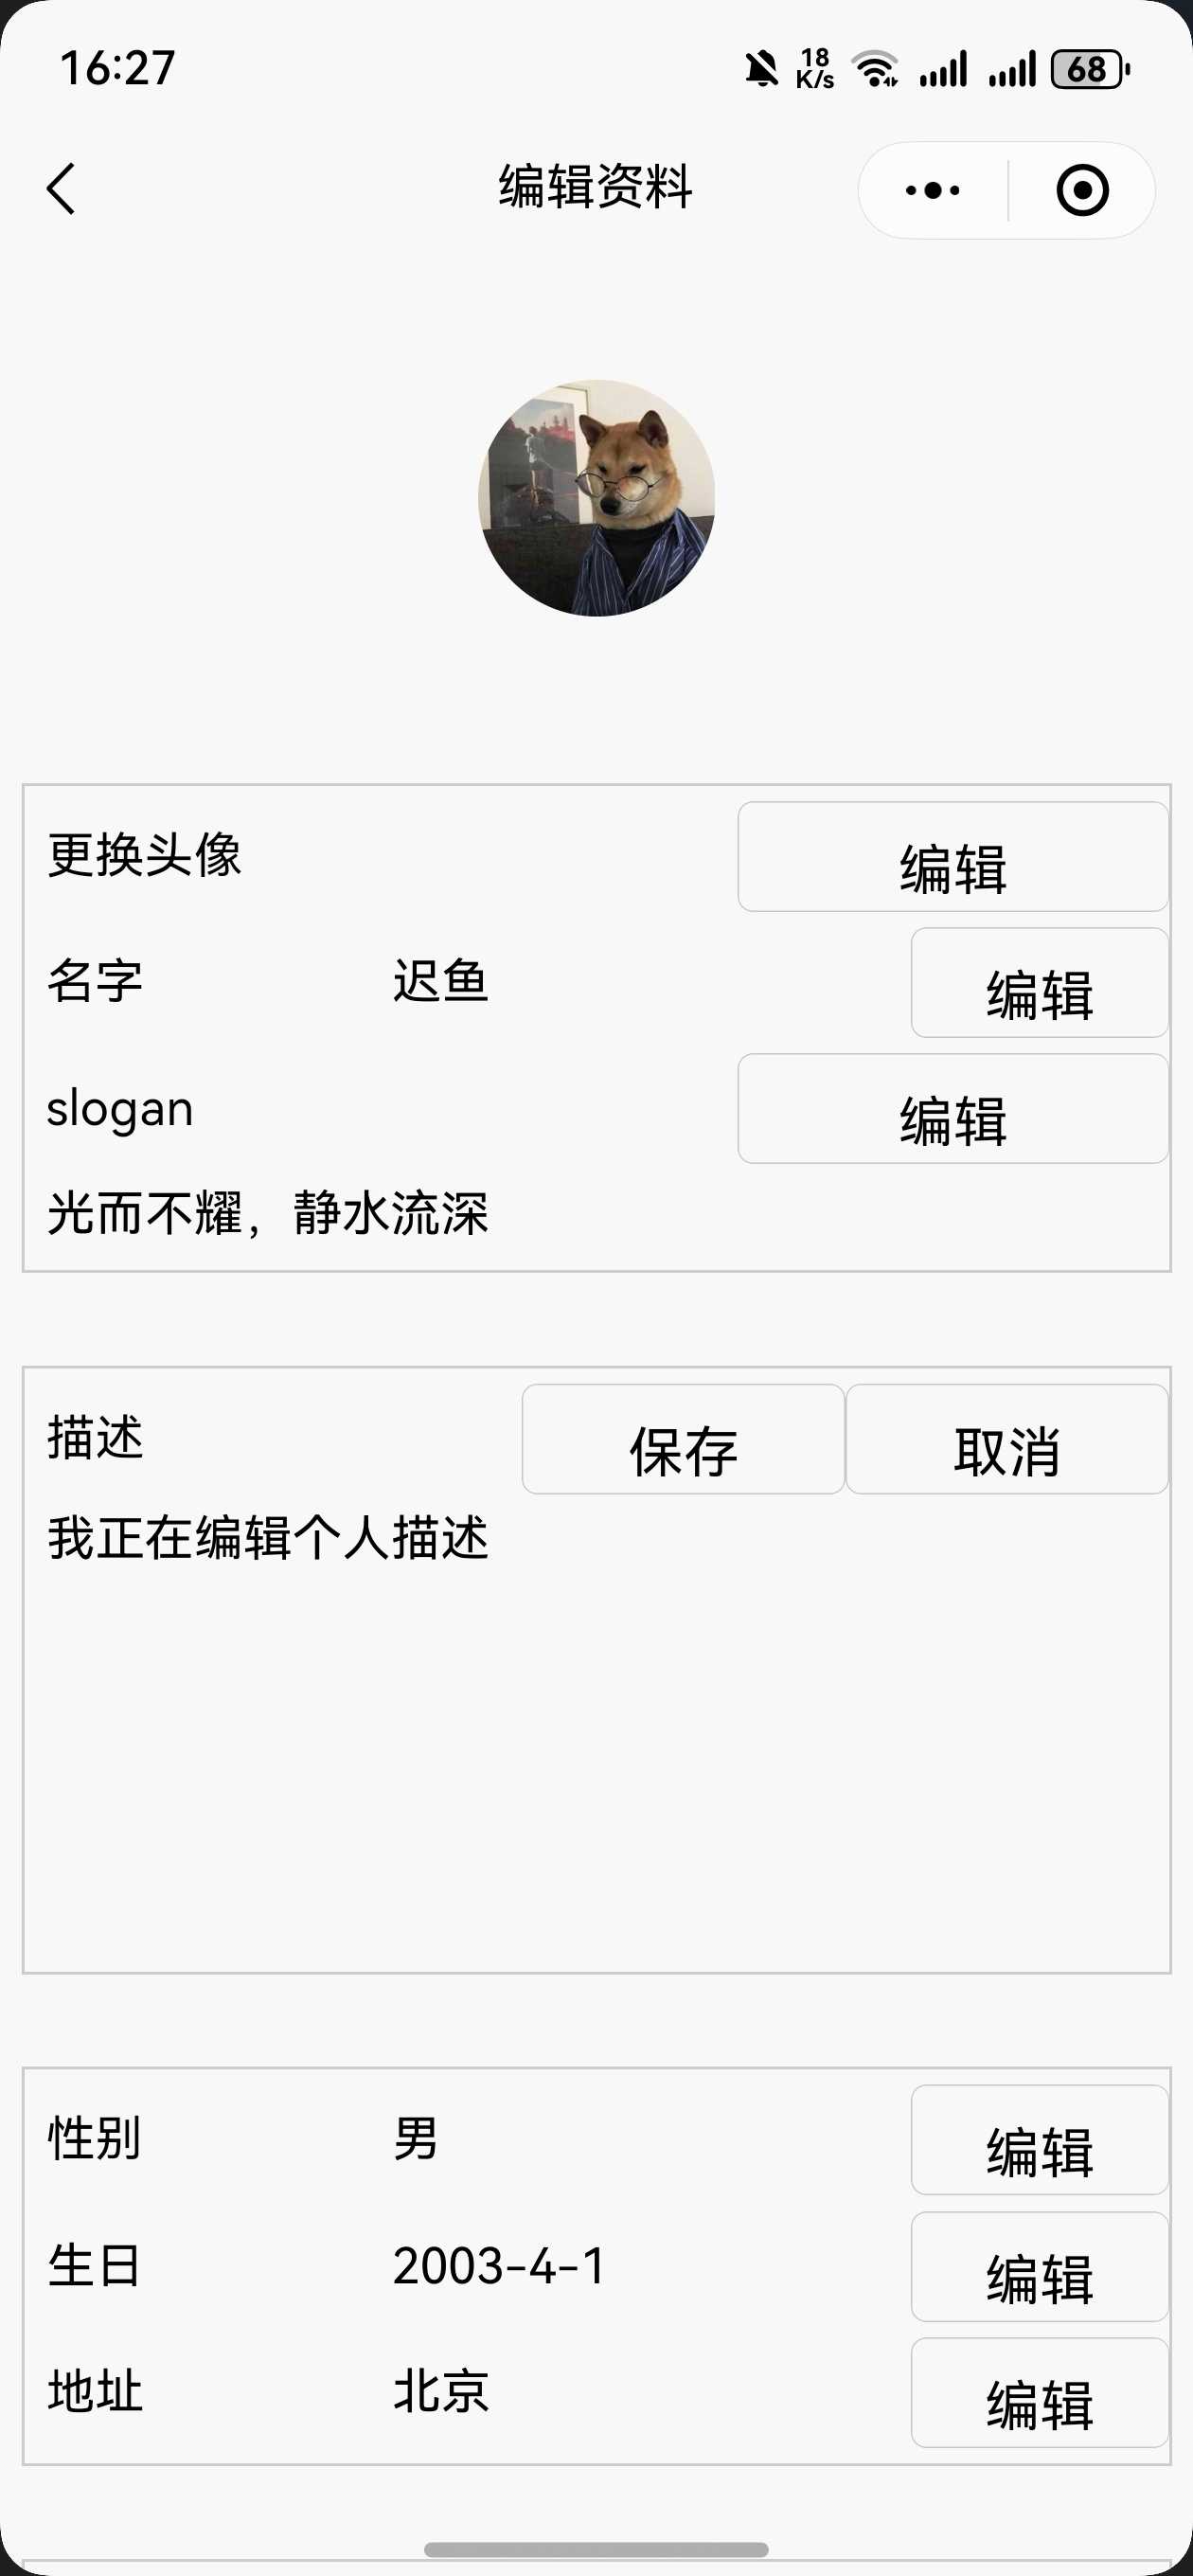 16:27
18
K/s
68
编辑资料
更换头像 编辑
名字 迟鱼 编辑
slogan 编辑
光而不耀，静水流深
描述 保存 取消
我正在编辑个人描述
性别 男 编辑
生日 2003-4-1 编辑
地址 北京 编辑